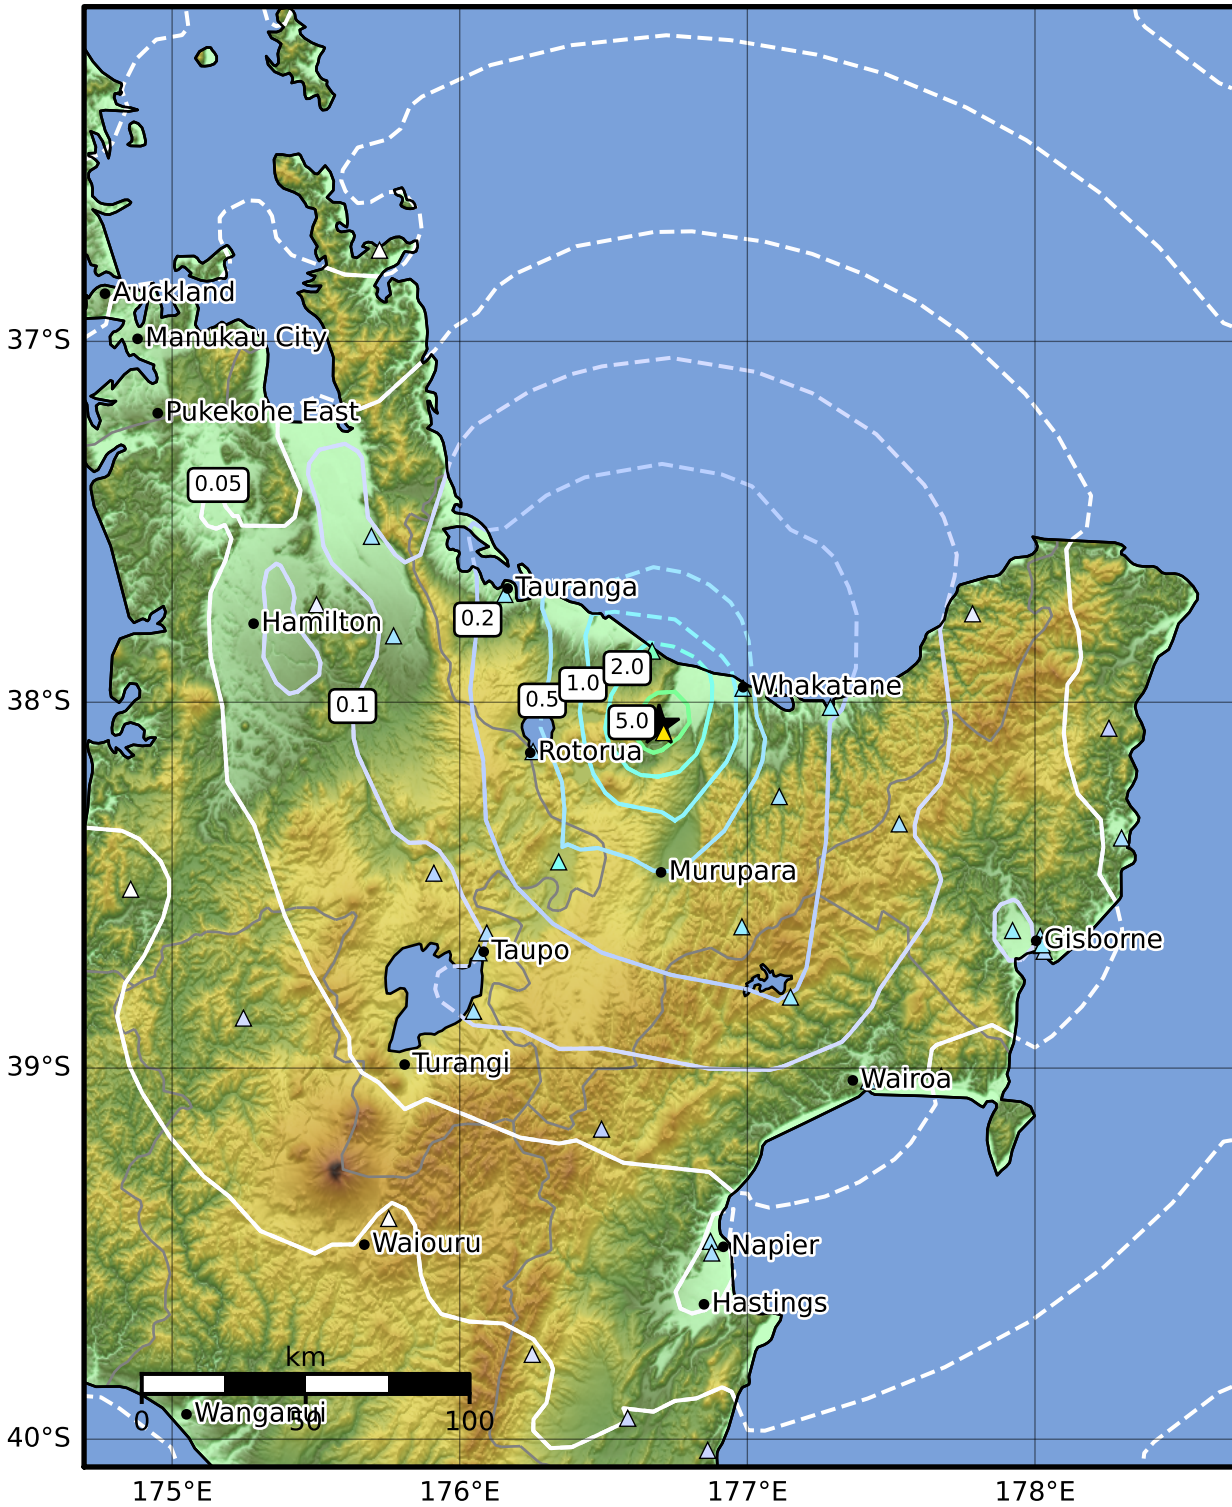 Auckland
37°S
Manukau City
Pukekohe East
0.05
Tauranga
0.2
Hamilton
2.0
1.0
Whakatane
0.5
38°S
0.1
5.0
Rotorua
Murupara
Gisborne
Taupo
Turangi
39°S
Wairoa
Waiouru
Napier
Hastings
km
Wanganui
0 50 100
40°S
175°E 176°E 177°E 178°E